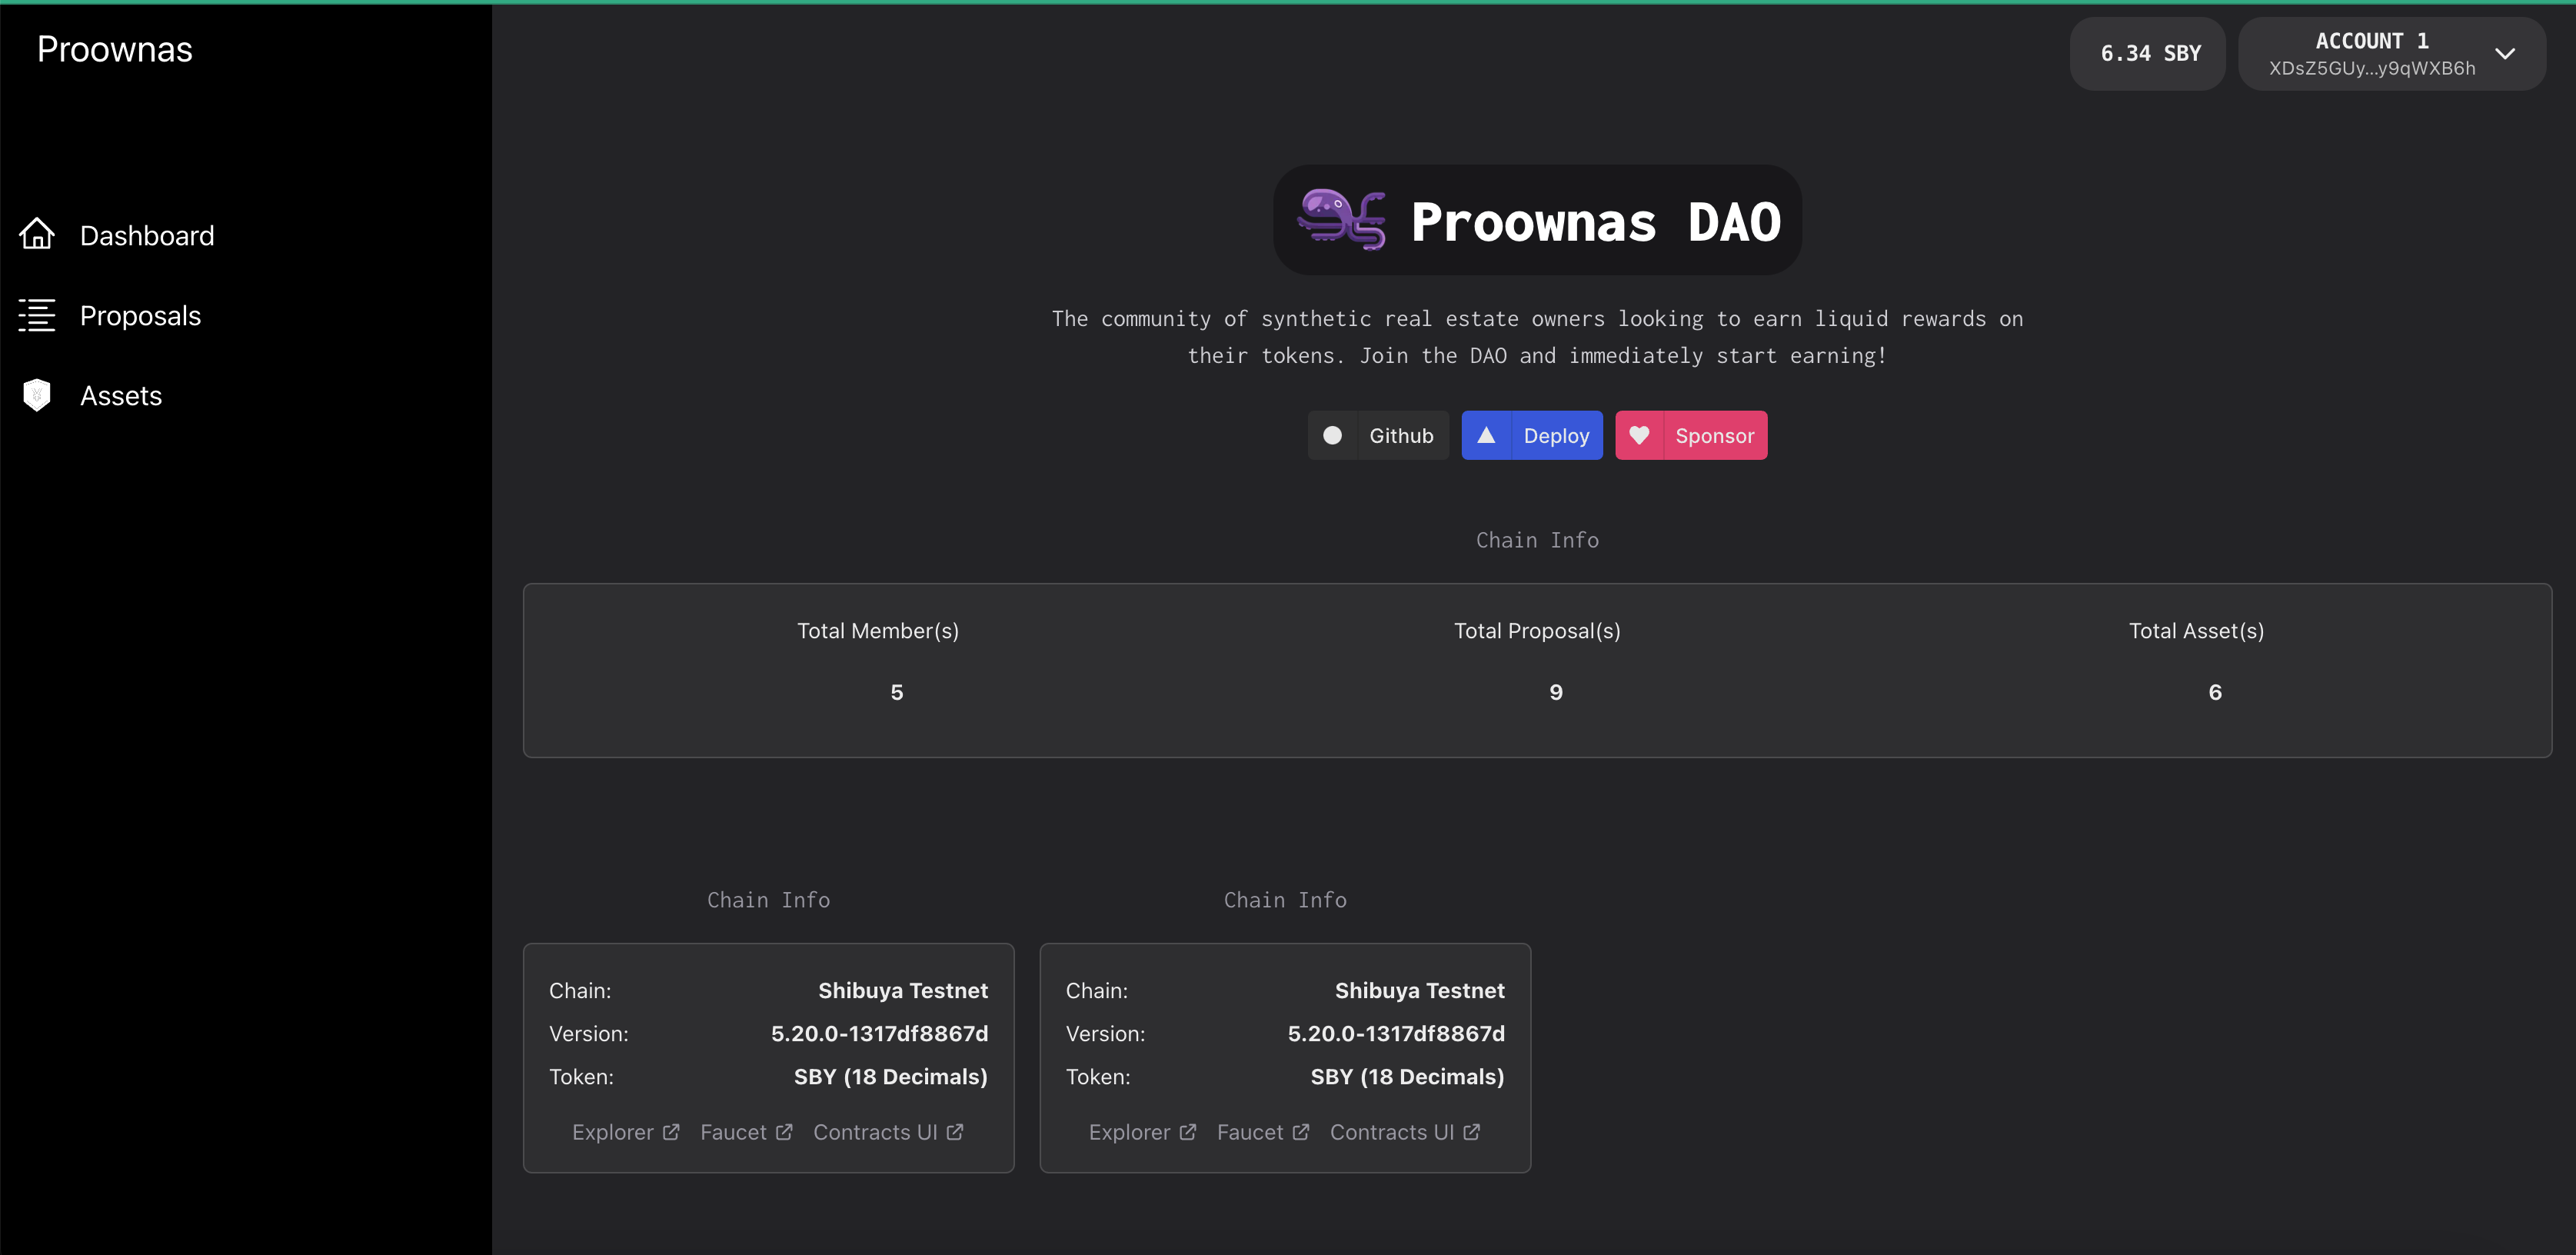 Proownas
Dashboard
Proposals
Assets
6.34 SBY
ACCOUNT 1
XDsZ5GUy...y9qWXB6h
Proownas DAO
The community of synthetic real estate owners looking to earn liquid rewards on
their tokens. Join the DAO and immediately start earning!
Github
Deploy
Sponsor
Chain Info
Total Member(s)
5
Total Proposal(s)
9
Total Asset(s)
6
Chain Info
Chain: Shibuya Testnet
Version: 5.20.0-1317df8867d
Token: SBY (18 Decimals)
Explorer Faucet Contracts UI
Chain Info
Chain: Shibuya Testnet
Version: 5.20.0-1317df8867d
Token: SBY (18 Decimals)
Explorer Faucet Contracts UI